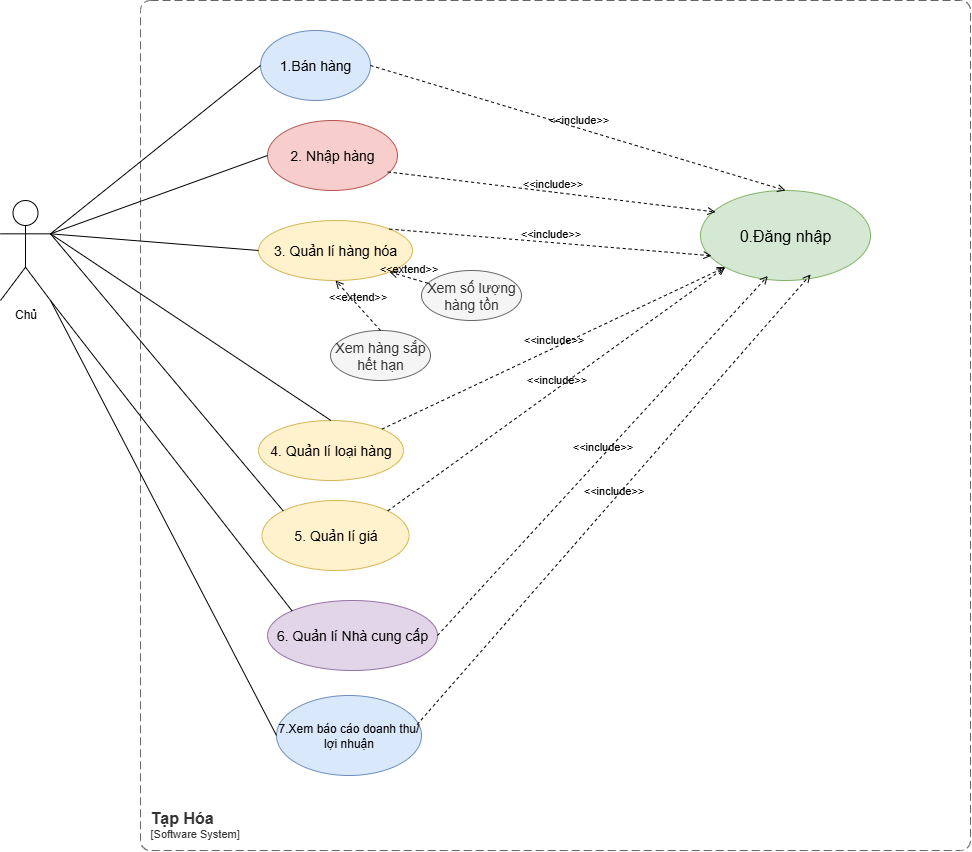 1.Bán hàng
<<include>>
2. Nhập hàng
<<include>>
0.Đăng nhập
3. Quản lí hàng hóa
<<include>>
<<extend>>
Xem số lượng
hàng tồn
<<extend>>
Xem hàng sắp
hết hạn
Chủ
<<include>>
<<include>>
4. Quản lí loại hàng
<<include>>
<<include>>
5. Quản lí giá
6. Quản lí Nhà cung cấp
7.Xem báo cáo doanh thu/
lợi nhuận
Tạp Hóa
[Software System]